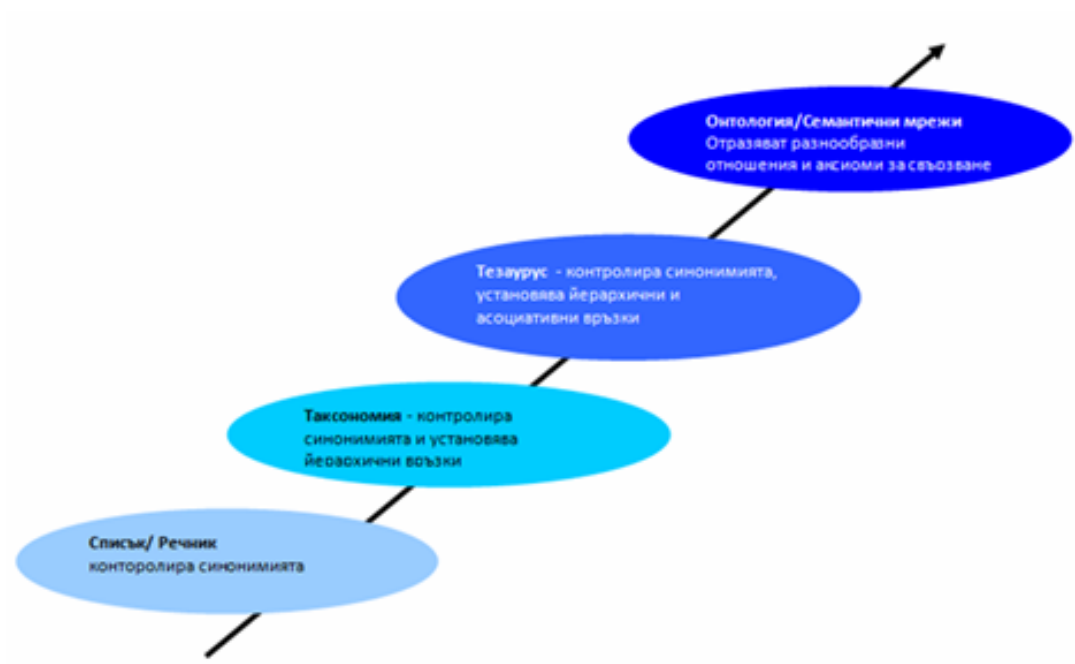 Онтология/Семантични мрежи
Отразяват разнообразни
отношения и аксиоми за свързване
Тезаурус - контролира синонимията,
установява йерархични и
асоциативни връзки
Таксономия - контролира
синонимията и установява
йерархични връзки
Списък/ Речник
конторолира синонимията